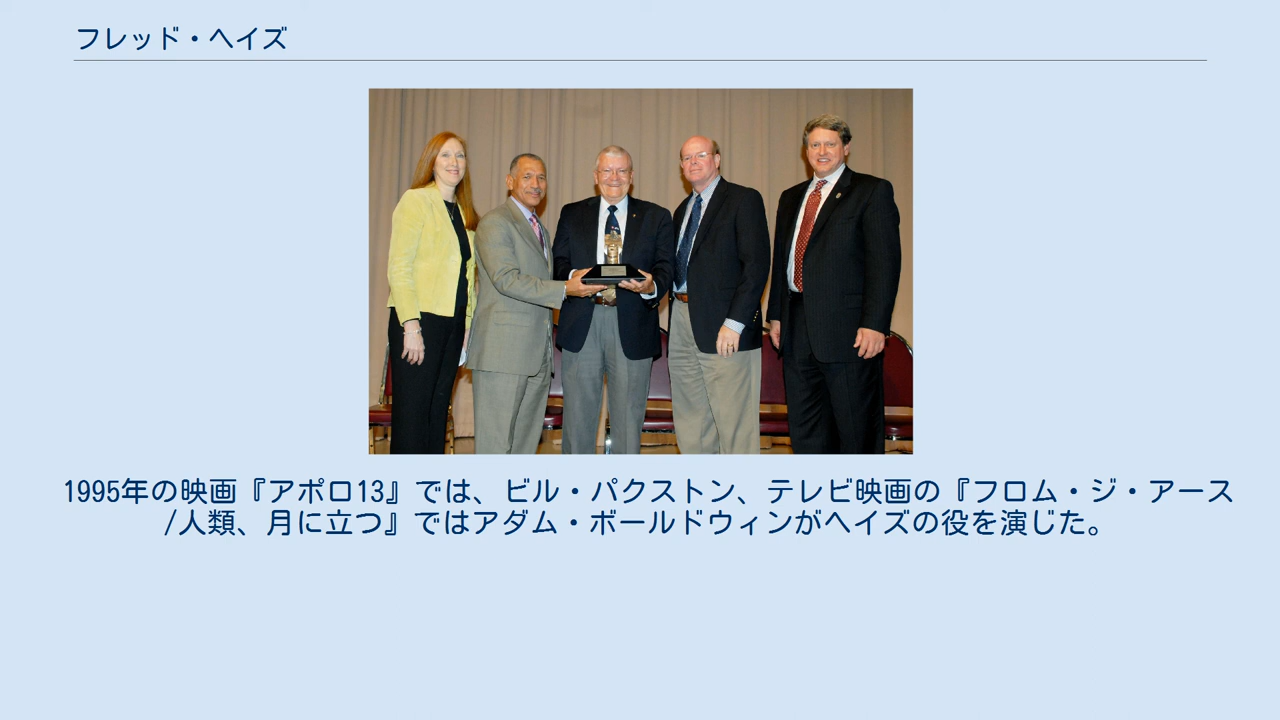 フレッド・ヘイズ
1995年の映画『アポロ13』では、ビル・パクストン、テレビ映画の『フロム・ジ・アース
/人類、月に立つ』ではアダム・ボールドウィンがヘイズの役を演じた。